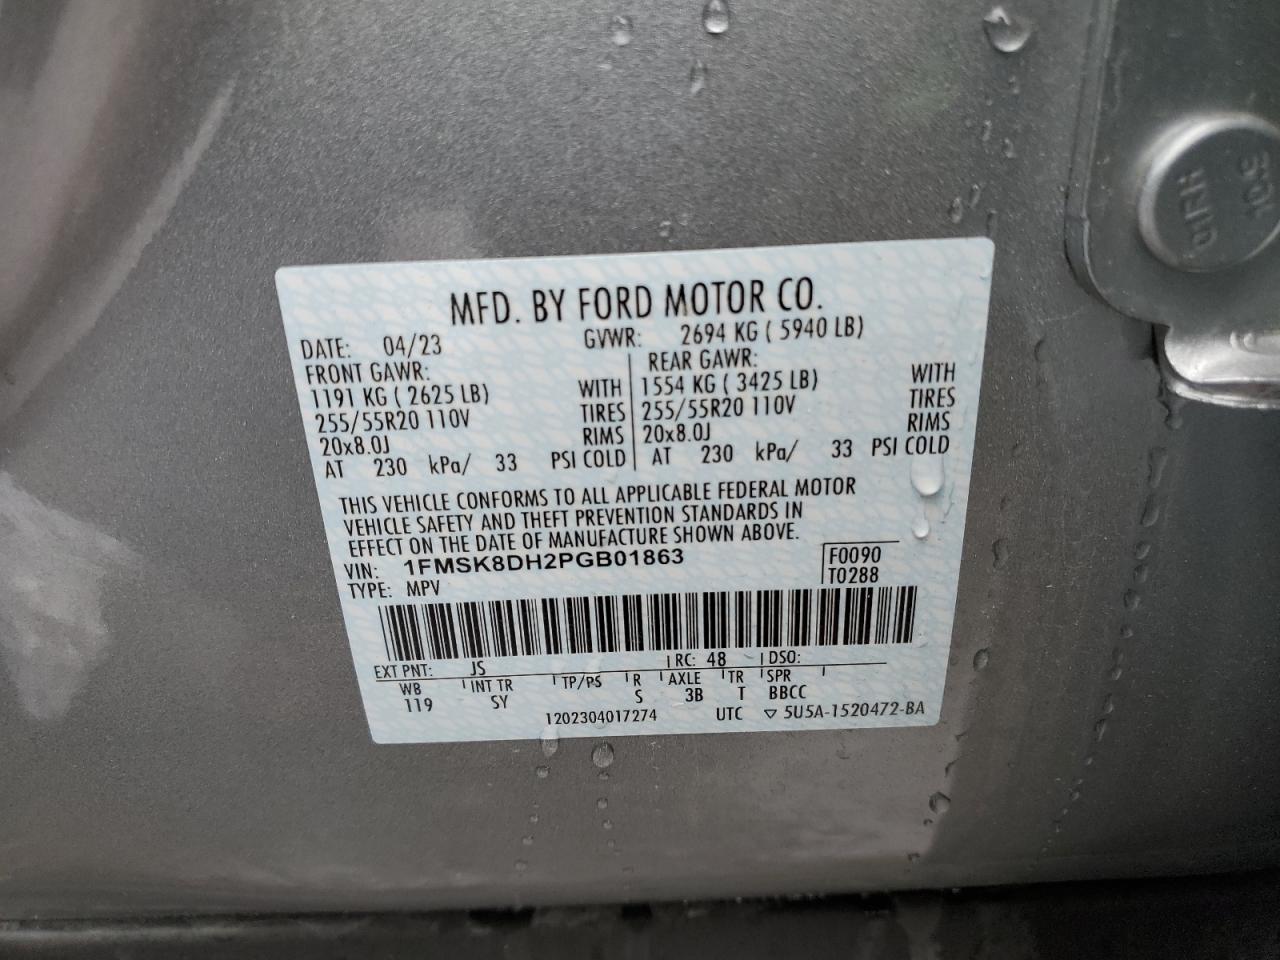 MFD. BY FORD MOTOR CO.
DATE: 04/23 GVWR: 2694 KG ( 5940 LB)
FRONT GAWR: REAR GAWR:
1191 KG ( 2625 LB) WITH 1554 KG ( 3425 LB) WITH
255/55R20 110V TIRES 255/55R20 110V TIRES
20x8.0J RIMS 20x8.0J RIMS
AT 230 kPa/ 33 PSI COLD AT 230 kPa/ 33 PSI COLD
THIS VEHICLE CONFORMS TO ALL APPLICABLE FEDERAL MOTOR
VEHICLE SAFETY AND THEFT PREVENTION STANDARDS IN
EFFECT ON THE DATE OF MANUFACTURE SHOWN ABOVE.
VIN: 1FMSK8DH2PGB01863 F0090
TYPE: MPV T0288
EXT PNT: JS RC: 48 DSO:
WB INT TR TP/PS R AXLE TR SPR
119 SY S 3B T BBCC
1202304017274 UTC ▽ 5U5A-1520472-BA